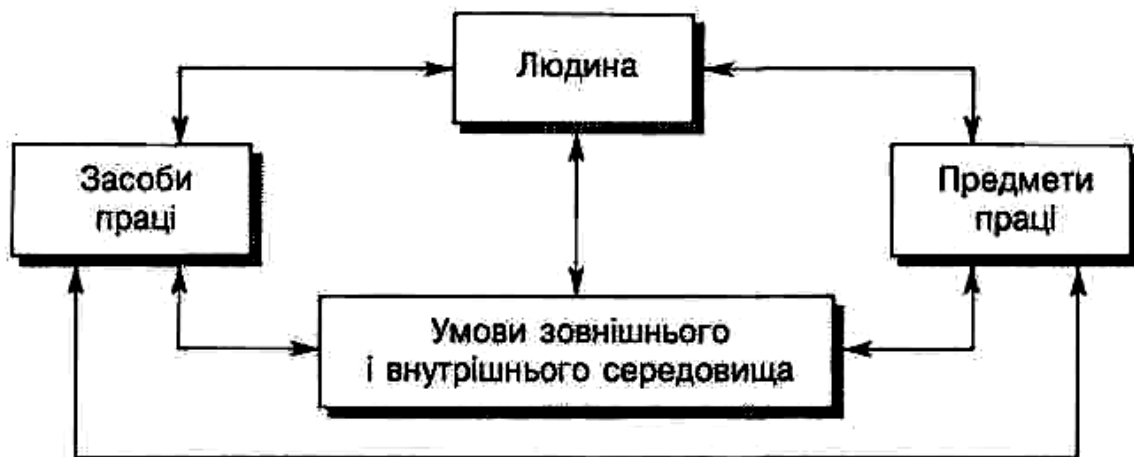 Людина
Засоби
праці
Предмети
праці
Умови зовнішнього
і внутрішнього середовища